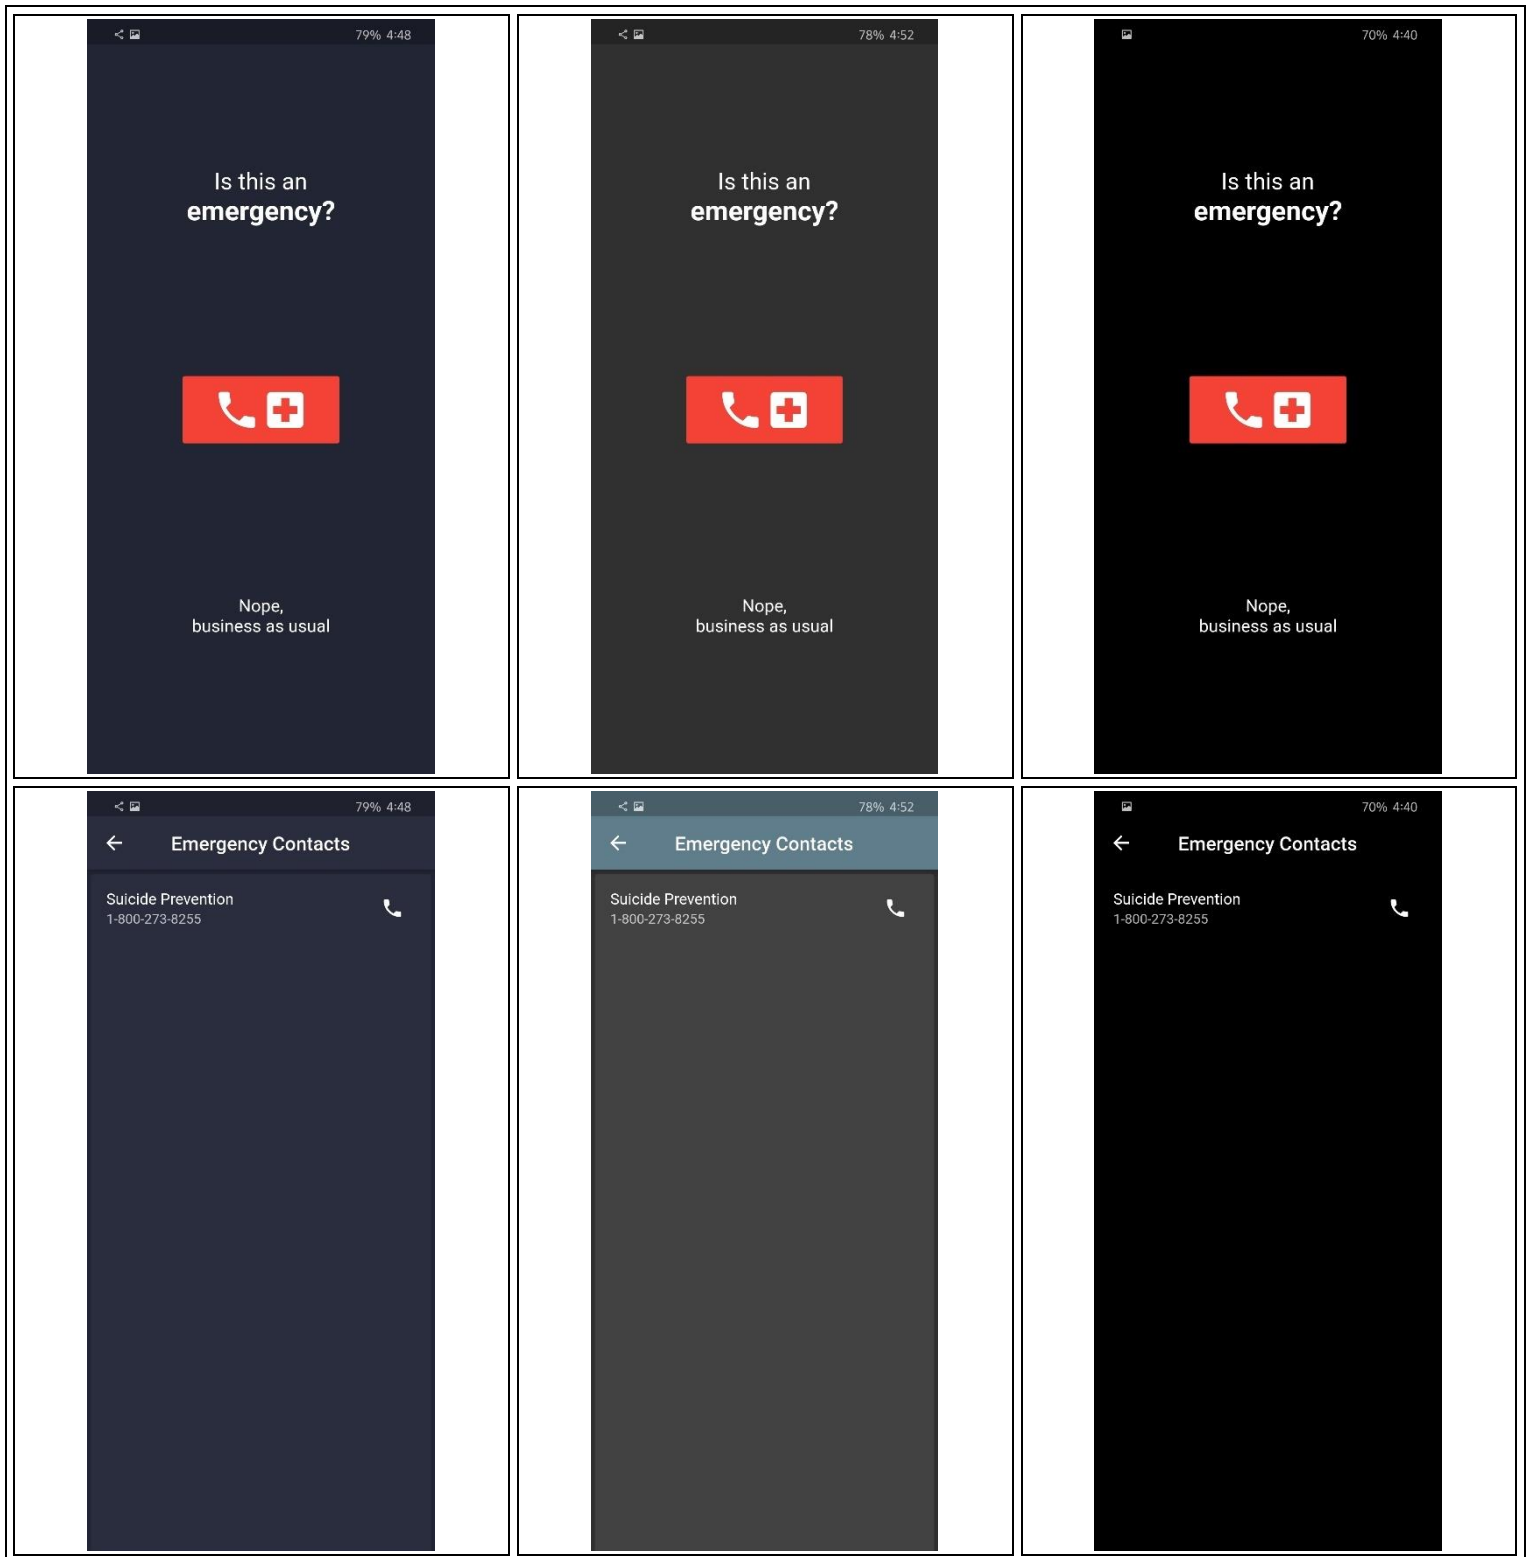 79% 4:48
Is this an
emergency?
Nope,
business as usual
78% 4:52
Is this an
emergency?
Nope,
business as usual
70% 4:40
Is this an
emergency?
Nope,
business as usual
79% 4:48
Emergency Contacts
Suicide Prevention
1-800-273-8255
78% 4:52
Emergency Contacts
Suicide Prevention
1-800-273-8255
70% 4:40
Emergency Contacts
Suicide Prevention
1-800-273-8255